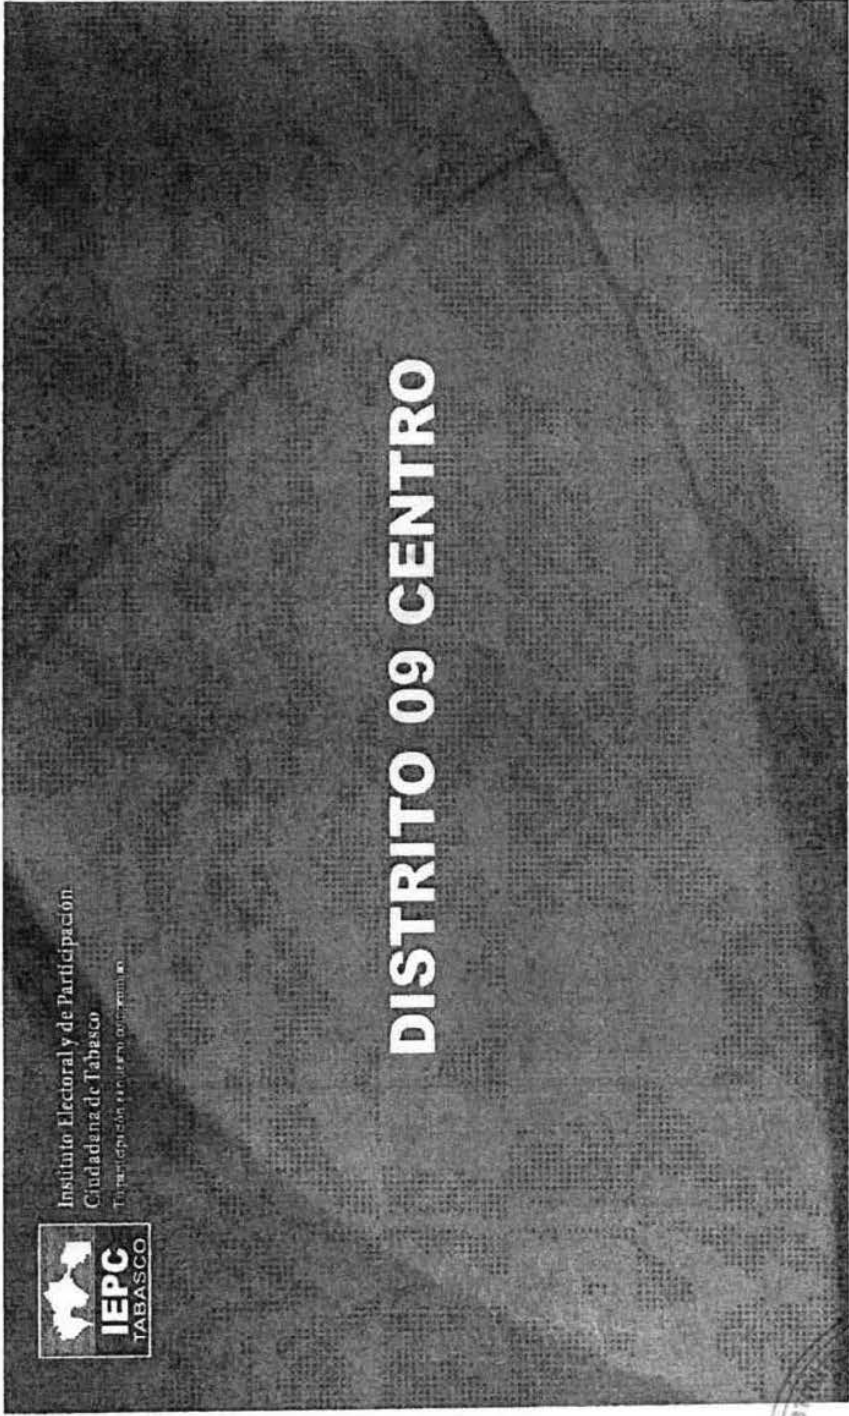 Instituto Electoral y de Participación
Ciudadana de Tabasco
IEPC
TABASCO
DISTRITO 09 CENTRO